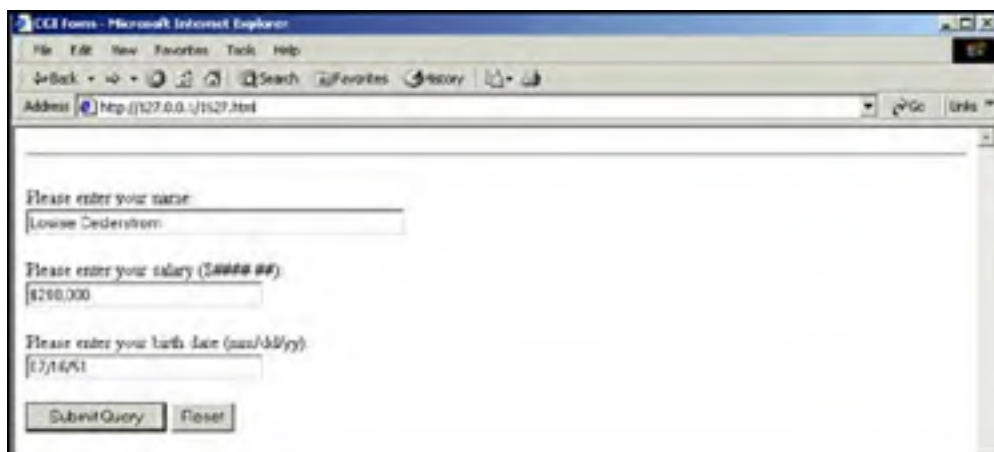 CGI Forms - Microsoft Internet Explorer
File Edit View Favorites Tools Help
Back Search Favorites History
Address http://127.0.0.1/1527.html Go Links
Please enter your name:
Louise Cederstrom
Please enter your salary ($####.##):
Please enter your birth date (mm/dd/yy):
Submit Query Reset